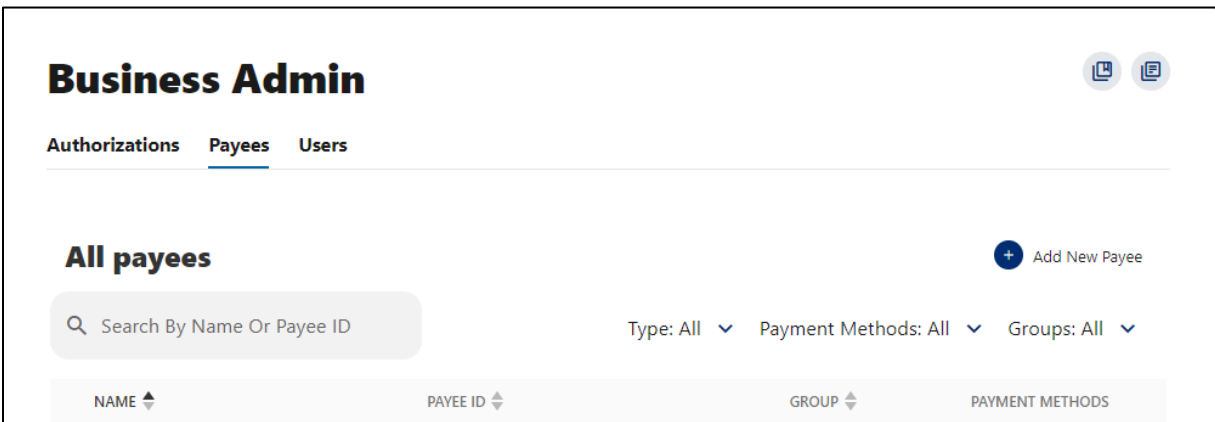 Business Admin
Authorizations Payees Users
All payees
Add New Payee
Search By Name Or Payee ID
Type: All Payment Methods: All Groups: All
NAME PAYEE ID GROUP PAYMENT METHODS